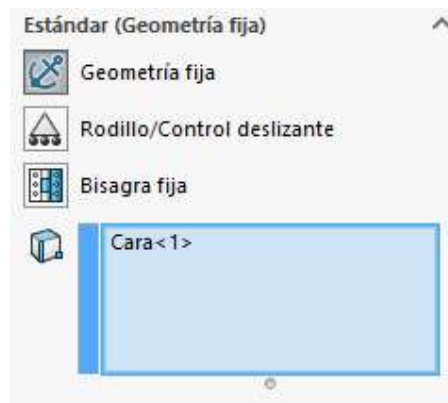 Estándar (Geometría fija)
Geometría fija
Rodillo/Control deslizante
Bisagra fija
Cara<1>